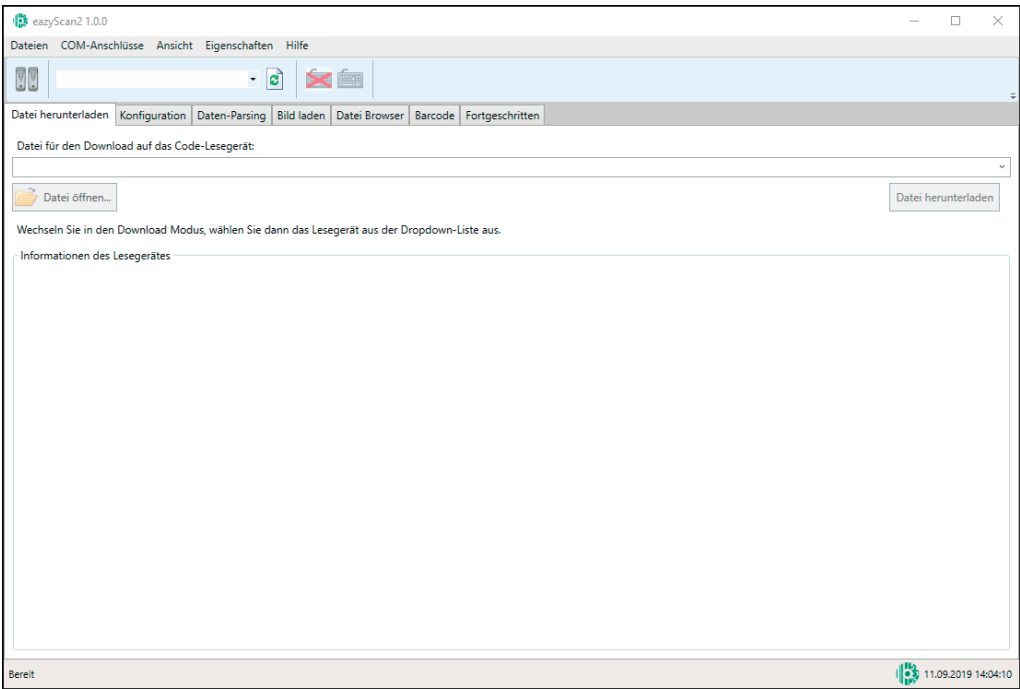 eazyScan2 1.0.0
Dateien COM-Anschlüsse Ansicht Eigenschaften Hilfe
Datei herunterladen Konfiguration Daten-Parsing Bild laden Datei Browser Barcode Fortgeschritten
Datei für den Download auf das Code-Lesegerät:
Datei öffnen... Datei herunterladen
Wechseln Sie in den Download Modus, wählen Sie dann das Lesegerät aus der Dropdown-Liste aus.
Informationen des Lesegerätes
Bereit 11.09.2019 14:04:10